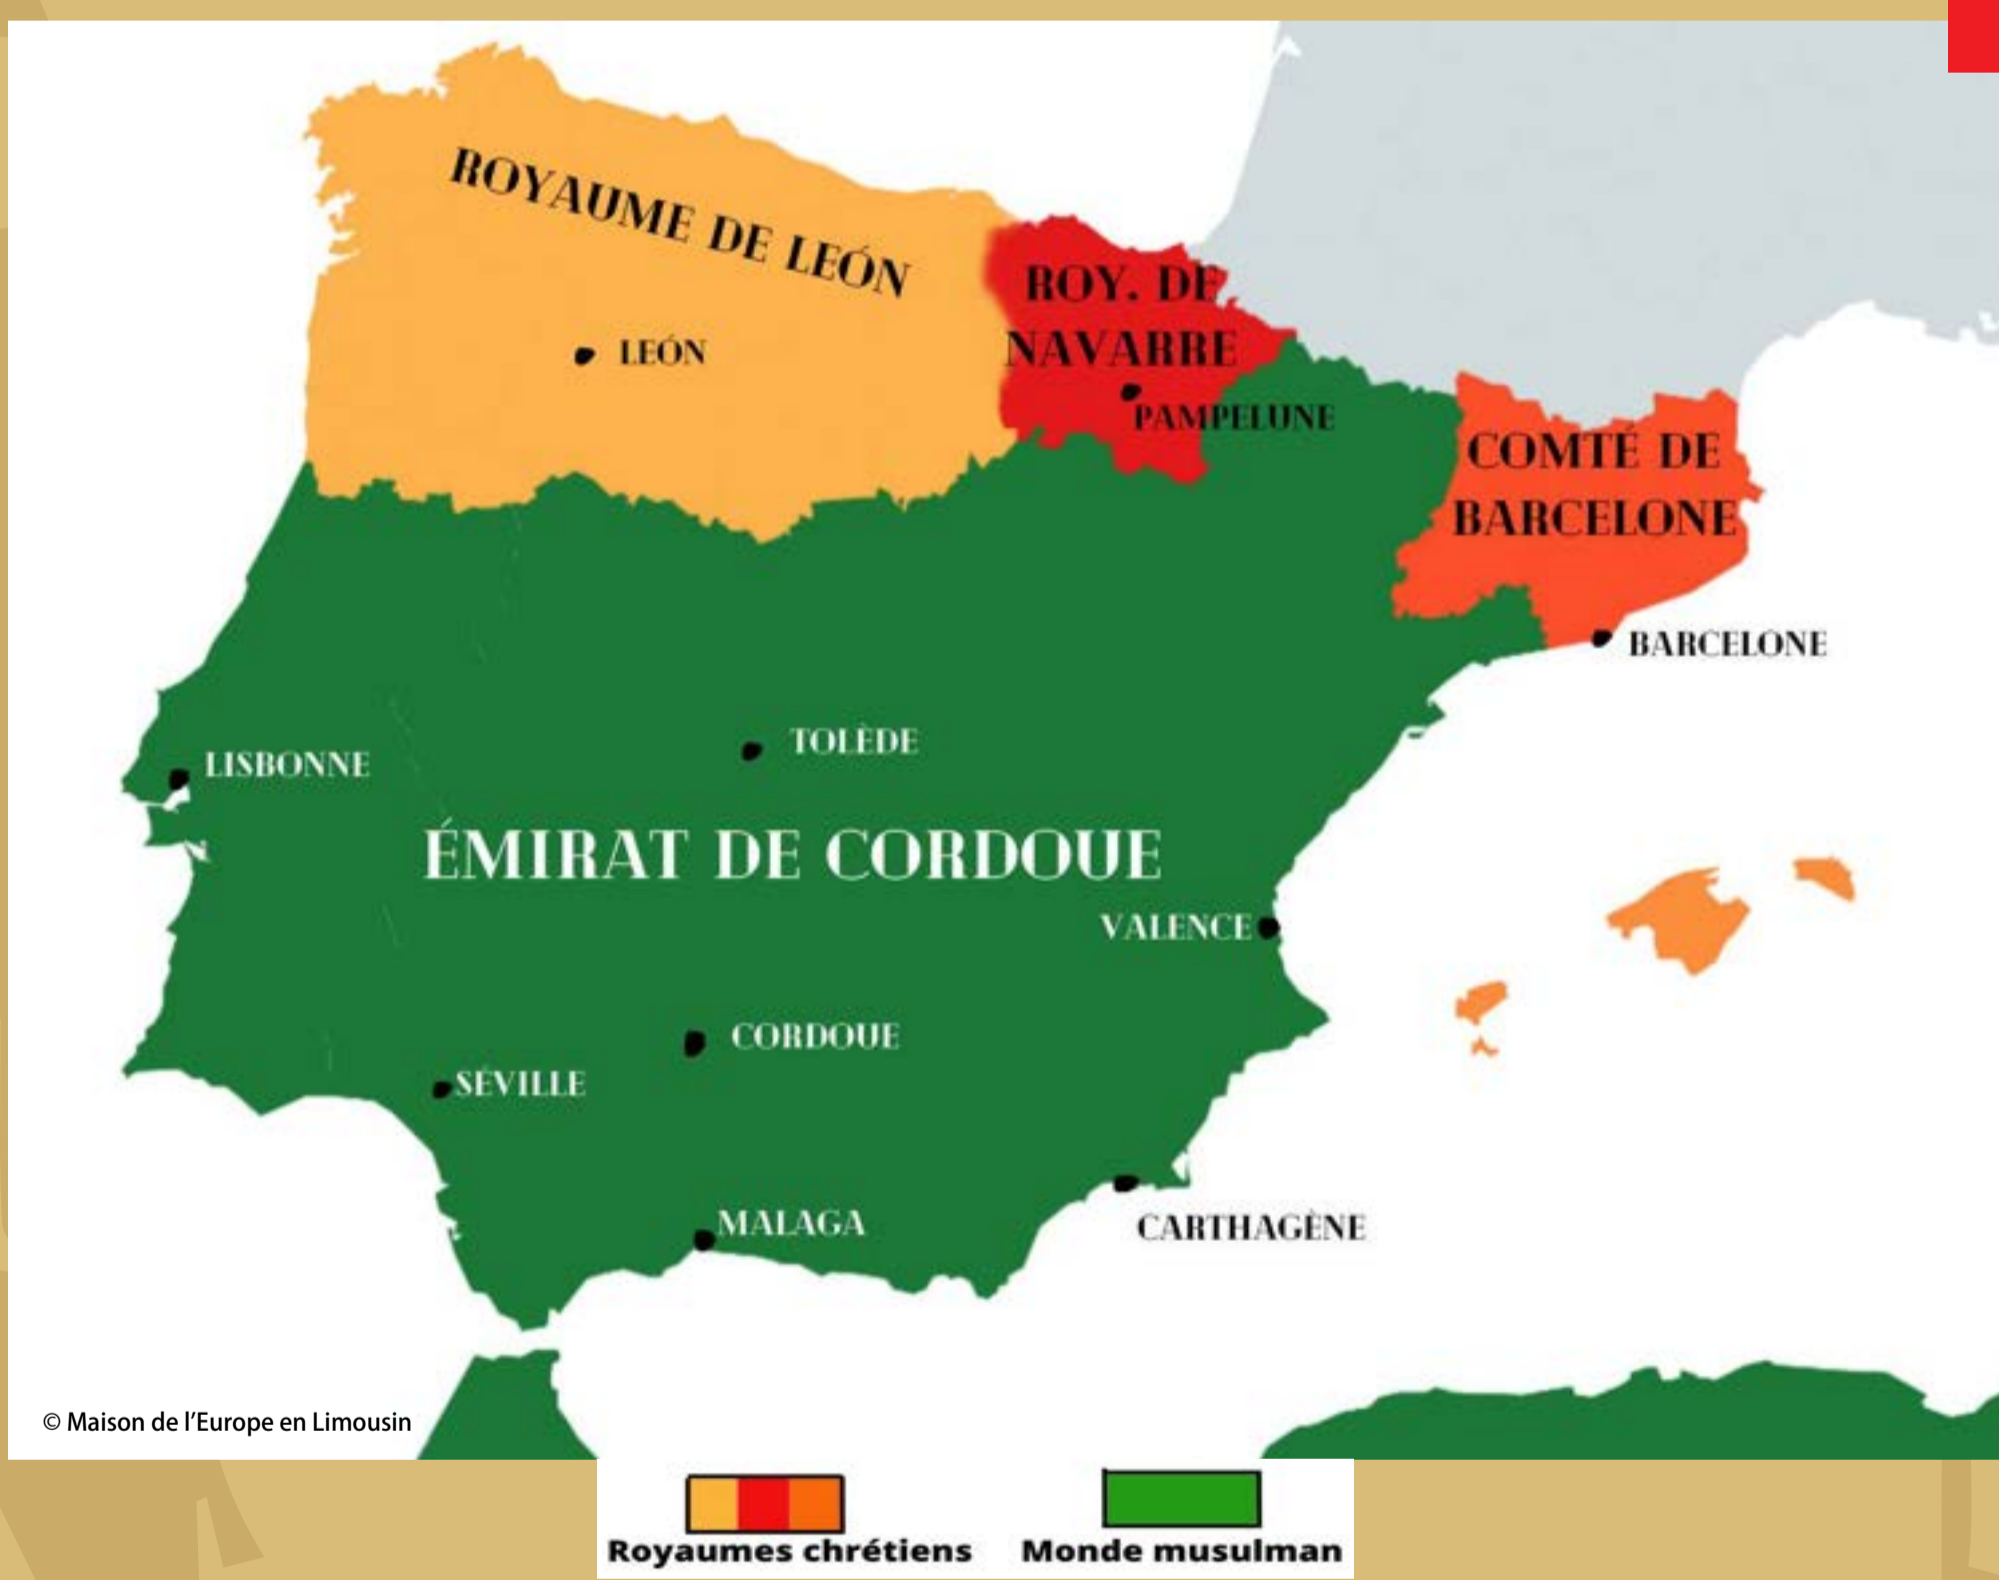 ROYAUME DE LEÓN
ROY. DE
NAVARRE
LEÓN
PAMPELUNE
COMTÉ DE
BARCELONE
BARCELONE
TOLÈDE
LISBONNE
ÉMIRAT DE CORDOUE
VALENCE
CORDOUE
SÉVILLE
MALAGA
CARTHAGÈNE
© Maison de l'Europe en Limousin
Royaumes chrétiens
Monde musulman